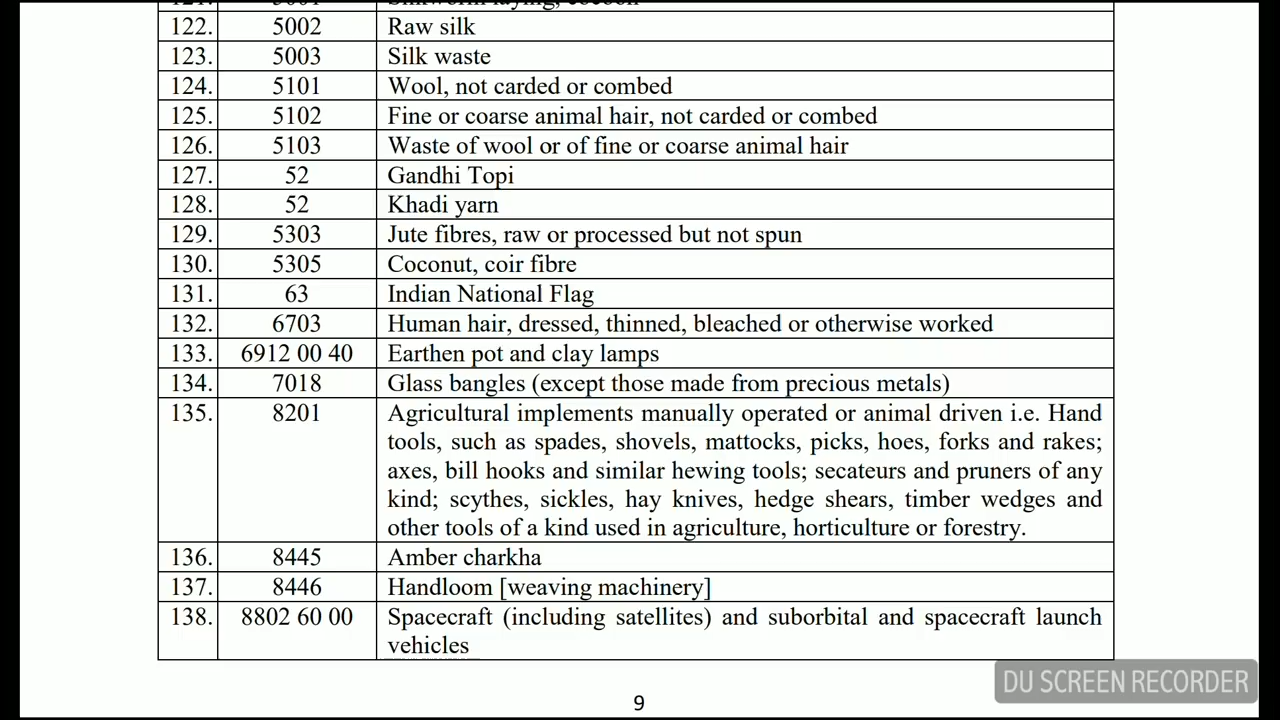 122. 5002 Raw silk
123. 5003 Silk waste
124. 5101 Wool, not carded or combed
125. 5102 Fine or coarse animal hair, not carded or combed
126. 5103 Waste of wool or of fine or coarse animal hair
127. 52 Gandhi Topi
128. 52 Khadi yarn
129. 5303 Jute fibres, raw or processed but not spun
130. 5305 Coconut, coir fibre
131. 63 Indian National Flag
132. 6703 Human hair, dressed, thinned, bleached or otherwise worked
133. 6912 00 40 Earthen pot and clay lamps
134. 7018 Glass bangles (except those made from precious metals)
135. 8201 Agricultural implements manually operated or animal driven i.e. Hand
tools, such as spades, shovels, mattocks, picks, hoes, forks and rakes;
axes, bill hooks and similar hewing tools; secateurs and pruners of any
kind; scythes, sickles, hay knives, hedge shears, timber wedges and
other tools of a kind used in agriculture, horticulture or forestry.
136. 8445 Amber charkha
137. 8446 Handloom [weaving machinery]
138. 8802 60 00 Spacecraft (including satellites) and suborbital and spacecraft launch
vehicles
DU SCREEN RECORDER
9